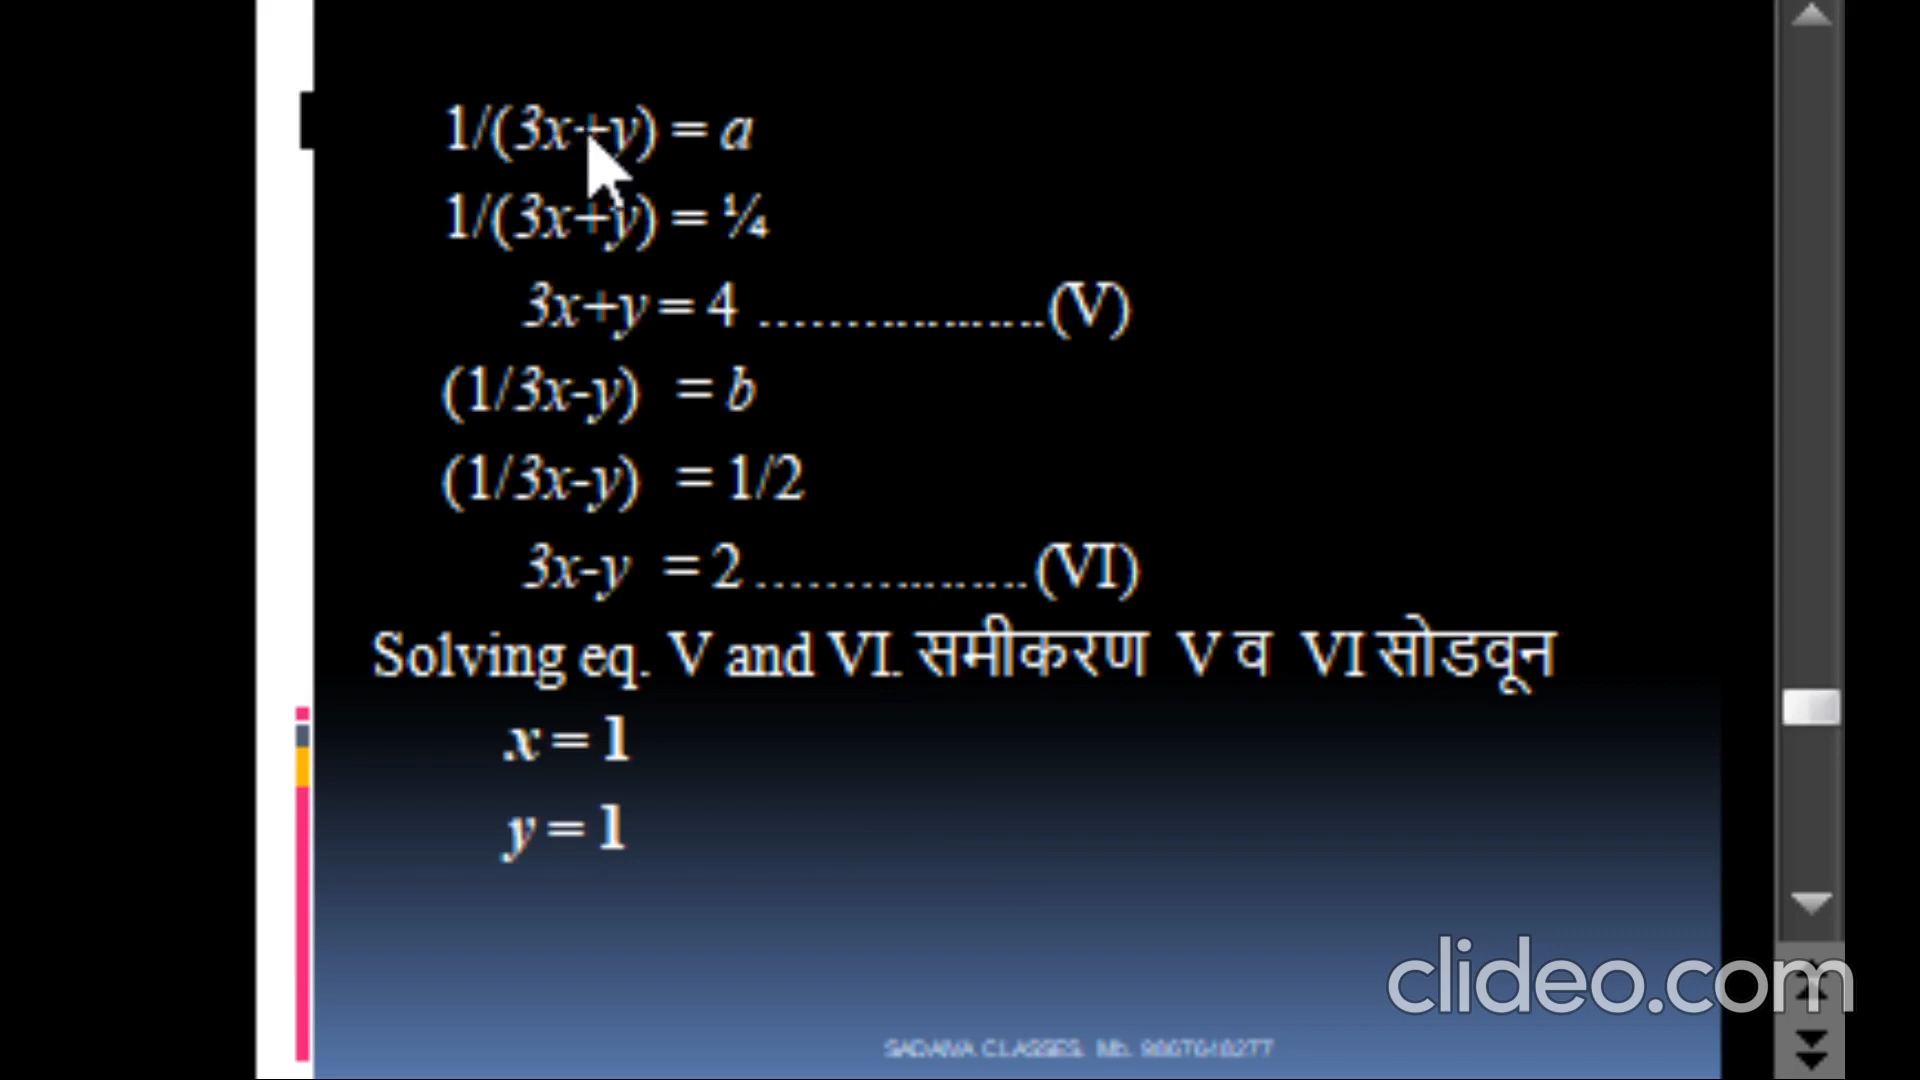 1/(3x+y) = a
1/(3x+y) = ¼
3x+y = 4 ....................(V)
(1/3x-y) = b
(1/3x-y) = 1/2
3x-y = 2...................(VI)
Solving eq. V and VI. समीकरण V व VI सोडवून
x = 1
y = 1
clideo.com
CLASSES.